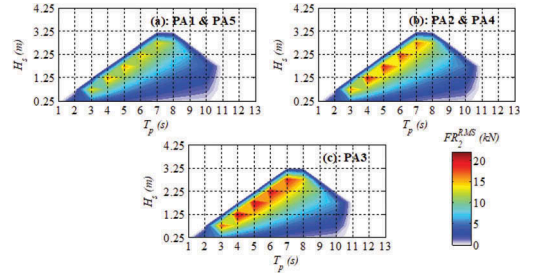 (a): PA1 & PA5
H_s (m)
4.25
3.25
2.25
1.25
0.25
1 2 3 4 5 6 7 8 9 10 11 12 13
T_p (s)
(b): PA2 & PA4
H_s (m)
4.25
3.25
2.25
1.25
0.25
1 2 3 4 5 6 7 8 9 10 11 12 13
T_p (s)
(c): PA3
H_s (m)
4.25
3.25
2.25
1.25
0.25
1 2 3 4 5 6 7 8 9 10 11 12 13
T_p (s)
FR_2^RMS (kN)
20
15
10
5
0